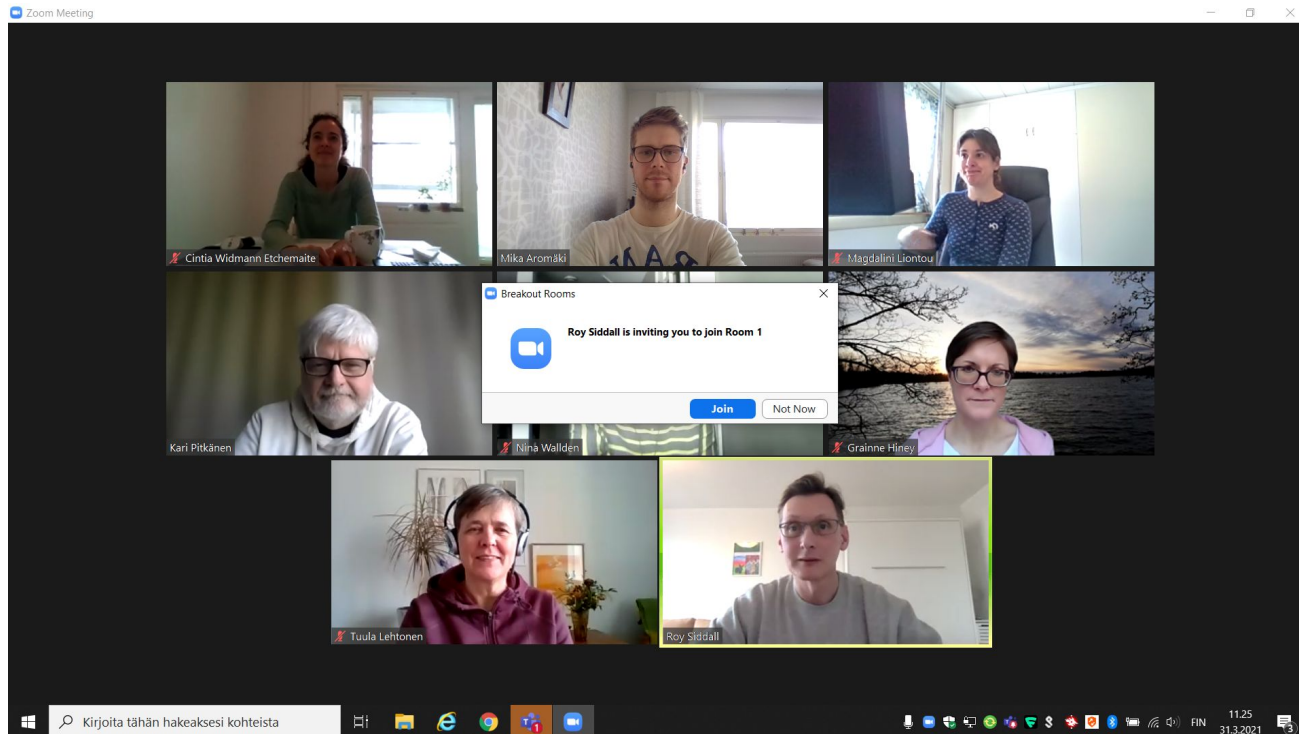 Zoom Meeting
Cintia Widmann Etchemaite
Mika Aromäki
Magdalini Liontou
Breakout Rooms
Roy Siddall is inviting you to join Room 1
Join
Not Now
Kari Pitkänen
Nina Wallden
Grainne Hiney
Tuula Lehtonen
Roy Siddall
Kirjoita tähän hakeaksesi kohteista
1
FIN
11.25
31.3.2021
3